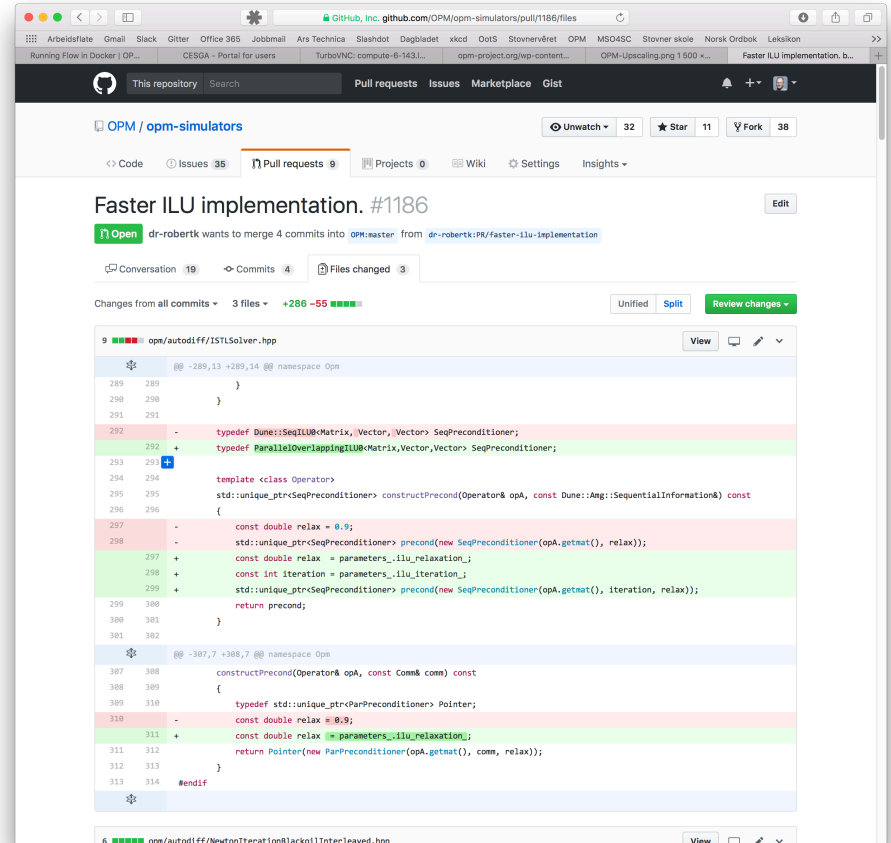 GitHub, Inc. github.com/OPM/opm-simulators/pull/1186/files
Arbeidsflate Gmail Slack Gitter Office 365 Jobbmail Ars Technica Slashdot Dagbladet xkcd OotS Stovnervêret OPM MSO4SC Stovner skole Norsk Ordbok Leksikon >>
Running Flow in Docker | OP... CESGA - Portal for users TurboVNC: compute-6-143.l... opm-project.org/wp-content... OPM-Upscaling.png 1 500 ×... Faster ILU implementation. b... +
This repository Search Pull requests Issues Marketplace Gist
OPM / opm-simulators Unwatch 32 Star 11 Fork 38
Code Issues 35 Pull requests 9 Projects 0 Wiki Settings Insights
Faster ILU implementation. #1186 Edit
Open dr-robertk wants to merge 4 commits into OPM:master from dr-robertk:PR/faster-ilu-implementation
Conversation 19 Commits 4 Files changed 3
Changes from all commits 3 files +286 −55 Unified Split Review changes
9 opm/autodiff/ISTLSolver.hpp View
@@ -289,13 +289,14 @@ namespace Opm
289 289 }
290 290 }
291 291
292 - typedef Dune::SeqILU0<Matrix, Vector, Vector> SeqPreconditioner;
292 + typedef ParallelOverlappingILU0<Matrix,Vector,Vector> SeqPreconditioner;
293 293 +
294 294 template <class Operator>
295 295 std::unique_ptr<SeqPreconditioner> constructPrecond(Operator& opA, const Dune::Amg::SequentialInformation&) const
296 296 {
297 - const double relax = 0.9;
298 - std::unique_ptr<SeqPreconditioner> precond(new SeqPreconditioner(opA.getmat(), relax));
297 + const double relax  = parameters_.ilu_relaxation_;
298 + const int iteration = parameters_.ilu_iteration_;
299 + std::unique_ptr<SeqPreconditioner> precond(new SeqPreconditioner(opA.getmat(), iteration, relax));
299 300 return precond;
300 301 }
301 302
@@ -307,7 +308,7 @@ namespace Opm
307 308 constructPrecond(Operator& opA, const Comm& comm) const
308 309 {
309 310 typedef std::unique_ptr<ParPreconditioner> Pointer;
310 - const double relax = 0.9;
311 + const double relax  = parameters_.ilu_relaxation_;
311 312 return Pointer(new ParPreconditioner(opA.getmat(), comm, relax));
312 313 }
313 314 #endif
6 opm/autodiff/NewtonIterationBlackoilInterleaved.hpp View